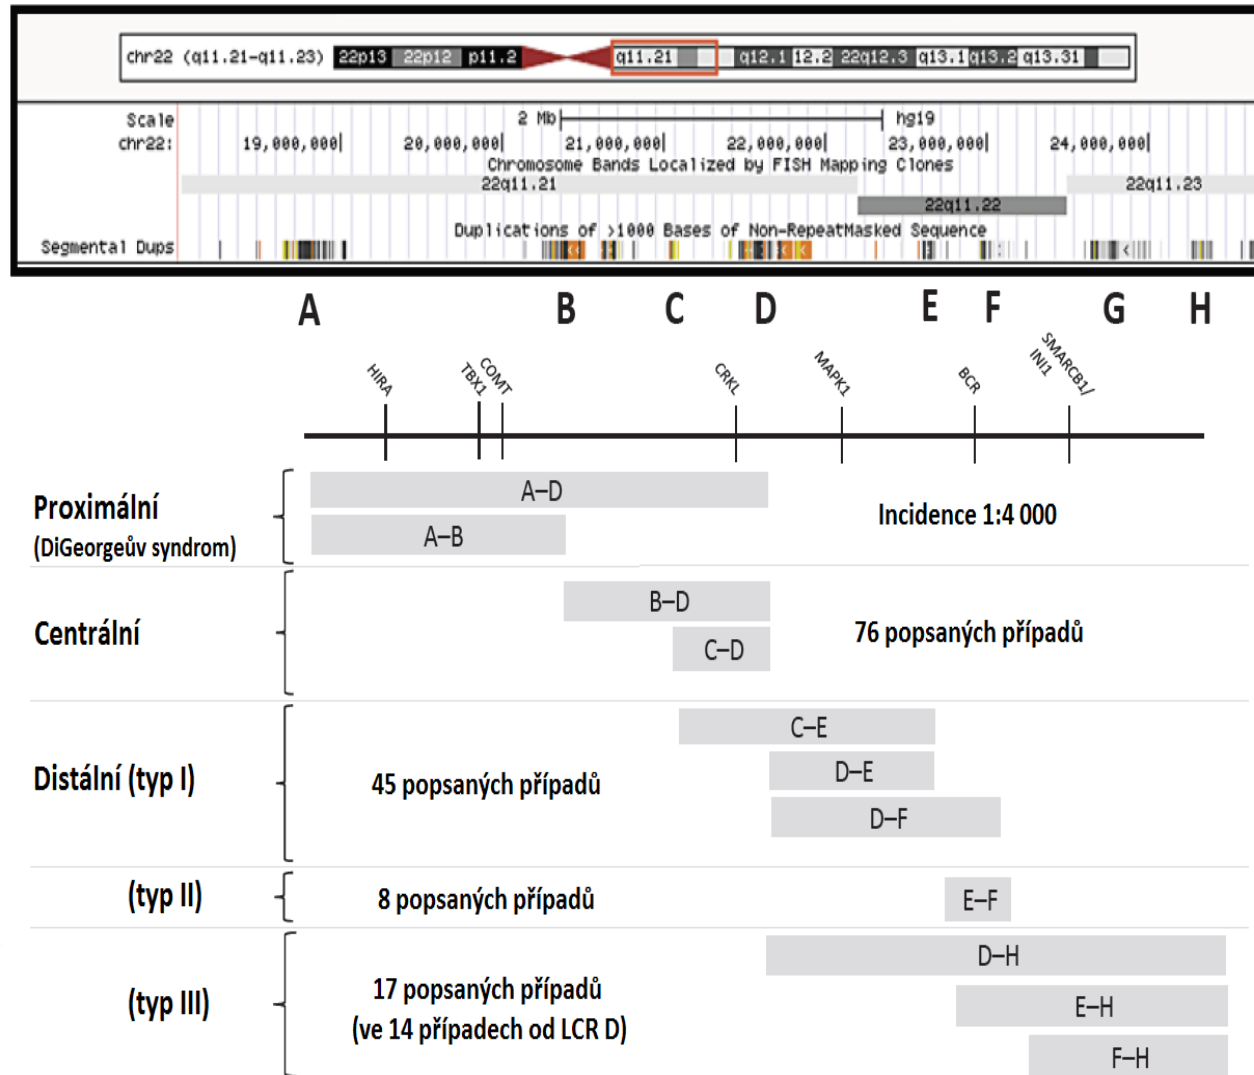 chr22 (q11.21-q11.23) 22p13 22p12 p11.2 q11.21 q12.1 12.2 22q12.3 q13.1 q13.2 q13.31
Scale 2 Mb hg19
chr22: 19,000,000 20,000,000 21,000,000 22,000,000 23,000,000 24,000,000
Chromosome Bands Localized by FISH Mapping Clones
22q11.21 22q11.23
22q11.22
Duplications of >1000 Bases of Non-RepeatMasked Sequence
Segmental Dups
A B C D E F G H
HIRA TBX1 COMT CRKL MAPK1 BCR SMARCB1/
INI1
A–D
Proximální
(DiGeorgeův syndrom)
Incidence 1:4 000
A–B
B–D
Centrální
76 popsaných případů
C–D
C–E
Distální (typ I)
45 popsaných případů
D–E
D–F
(typ II)
8 popsaných případů
E–F
D–H
(typ III)
17 popsaných případů
(ve 14 případech od LCR D)
E–H
F–H